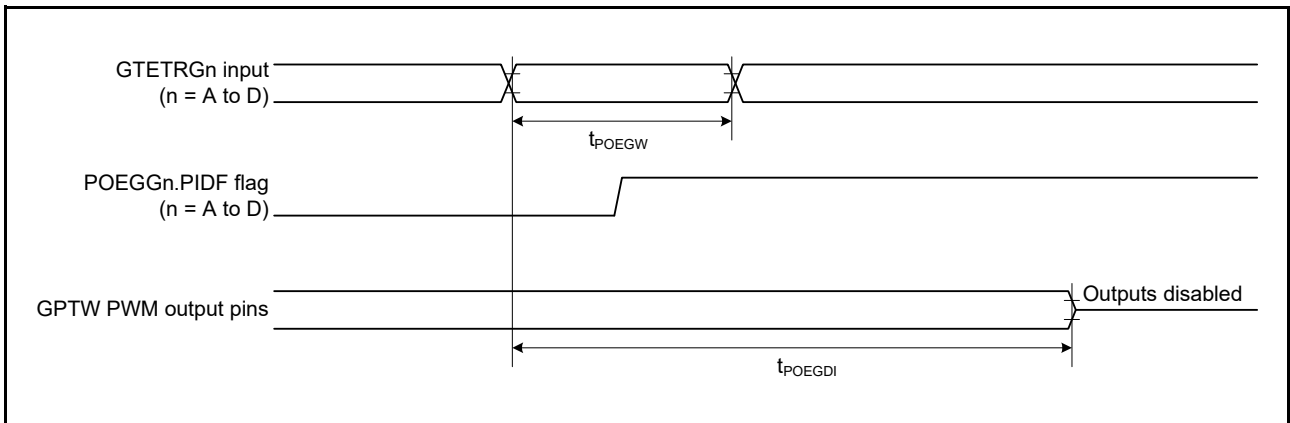 GTETRGn input
(n = A to D)
tPOEGW
POEGGn.PIDF flag
(n = A to D)
Outputs disabled
GPTW PWM output pins
tPOEGDI